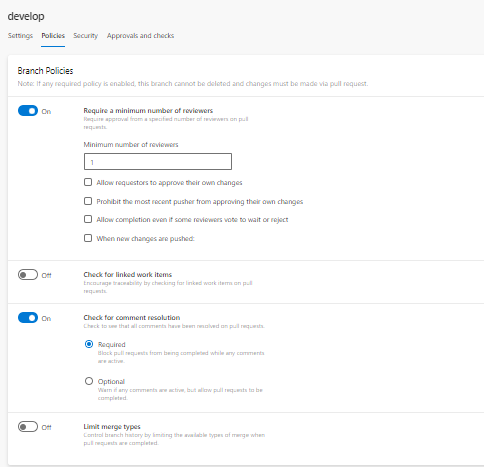 develop
Settings Policies Security Approvals and checks
Branch Policies
Note: If any required policy is enabled, this branch cannot be deleted and changes must be made via pull request.
On Require a minimum number of reviewers
Require approval from a specified number of reviewers on pull
requests.
Minimum number of reviewers
1
Allow requestors to approve their own changes
Prohibit the most recent pusher from approving their own changes
Allow completion even if some reviewers vote to wait or reject
When new changes are pushed:
Off Check for linked work items
Encourage traceability by checking for linked work items on pull
requests.
On Check for comment resolution
Check to see that all comments have been resolved on pull requests.
Required
Block pull requests from being completed while any comments
are active.
Optional
Warn if any comments are active, but allow pull requests to be
completed.
Off Limit merge types
Control branch history by limiting the available types of merge when
pull requests are completed.